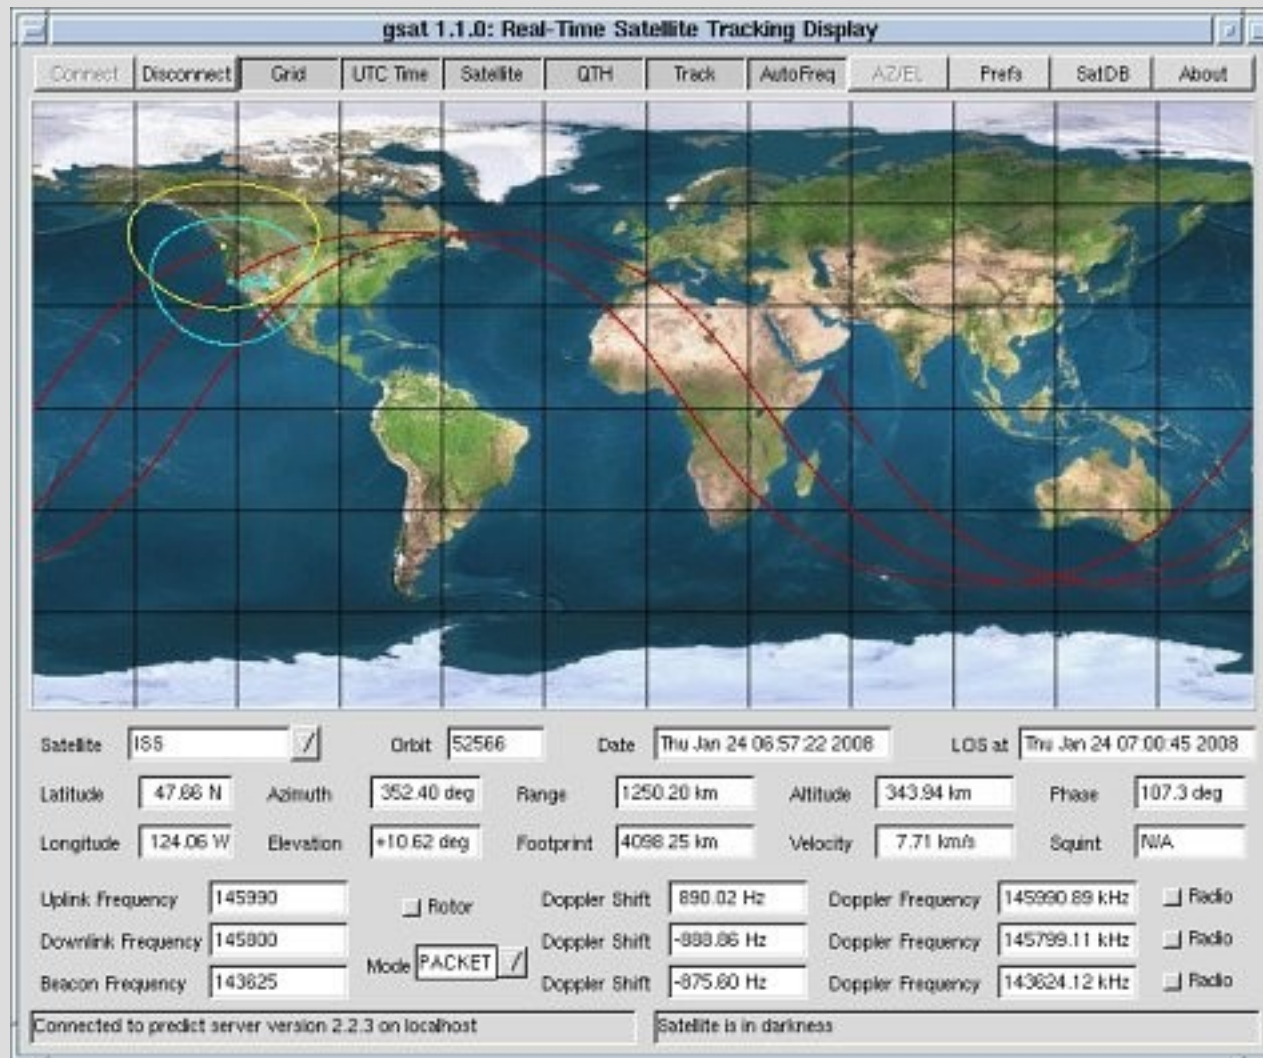 gsat 1.1.0: Real-Time Satellite Tracking Display
Connect Disconnect Grid UTC Time Satellite QTH Track AutoFreq AZ/EL Prefs SatDB About
Satellite ISS Orbit 52566 Date Thu Jan 24 06:57:22 2008 LOS at Thu Jan 24 07:00:45 2008
Latitude 47.66 N Azimuth 352.40 deg Range 1250.20 km Altitude 343.94 km Phase 107.3 deg
Longitude 124.06 W Elevation +10.62 deg Footprint 4098.25 km Velocity 7.71 km/s Squint N/A
Uplink Frequency 145990 Rotor Doppler Shift 890.02 Hz Doppler Frequency 145990.89 kHz Radio
Downlink Frequency 145800 Doppler Shift -888.86 Hz Doppler Frequency 145799.11 kHz Radio
Mode PACKET
Beacon Frequency 143625 Doppler Shift -875.60 Hz Doppler Frequency 143624.12 kHz Radio
Connected to predict server version 2.2.3 on localhost Satellite is in darkness